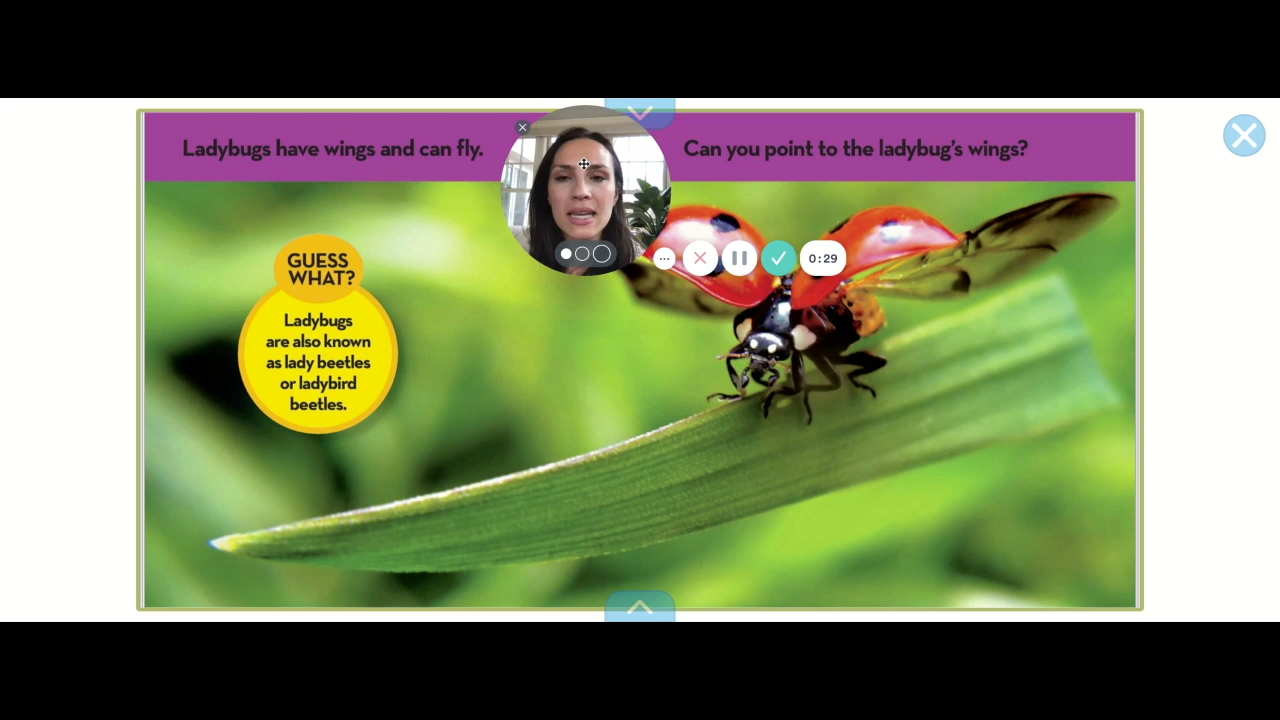 Ladybugs have wings and can fly.
Can you point to the ladybug's wings?
GUESS
WHAT?
Ladybugs
are also known
as lady beetles
or ladybird
beetles.
0:29